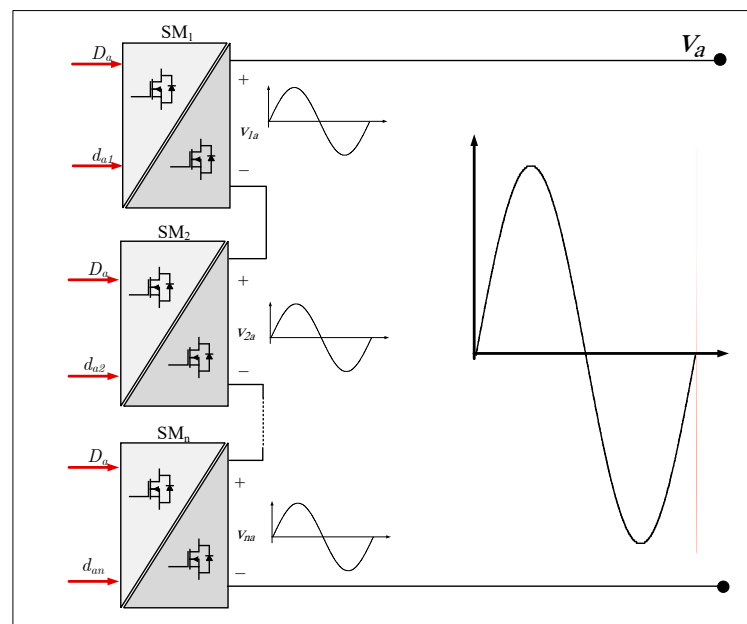 SM₁
Vₐ
Dₐ
+
v₁ₐ
dₐ₁
−
SM₂
Dₐ
+
v₂ₐ
dₐ₂
−
SMₙ
Dₐ
+
vₙₐ
dₐₙ
−